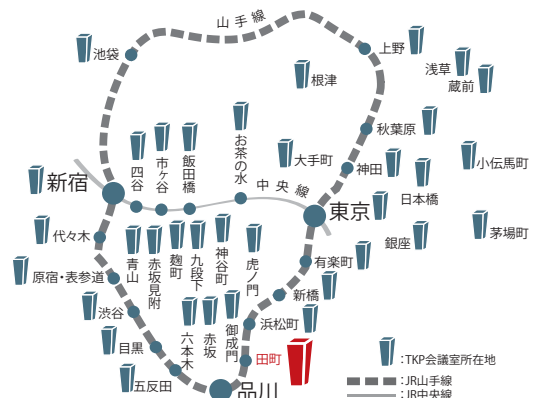 山手線
池袋
上野
浅草
蔵前
根津
秋葉原
お茶の水
飯田橋
市ヶ谷
四谷
大手町
神田
小伝馬町
新宿
中央線
日本橋
東京
代々木
茅場町
銀座
青山
赤坂見附
麹町
九段下
神谷町
虎ノ門
有楽町
原宿・表参道
新橋
渋谷
浜松町
六本木
赤坂
御成門
目黒
田町
五反田
品川
:TKP会議室所在地
:JR山手線
:JR中央線